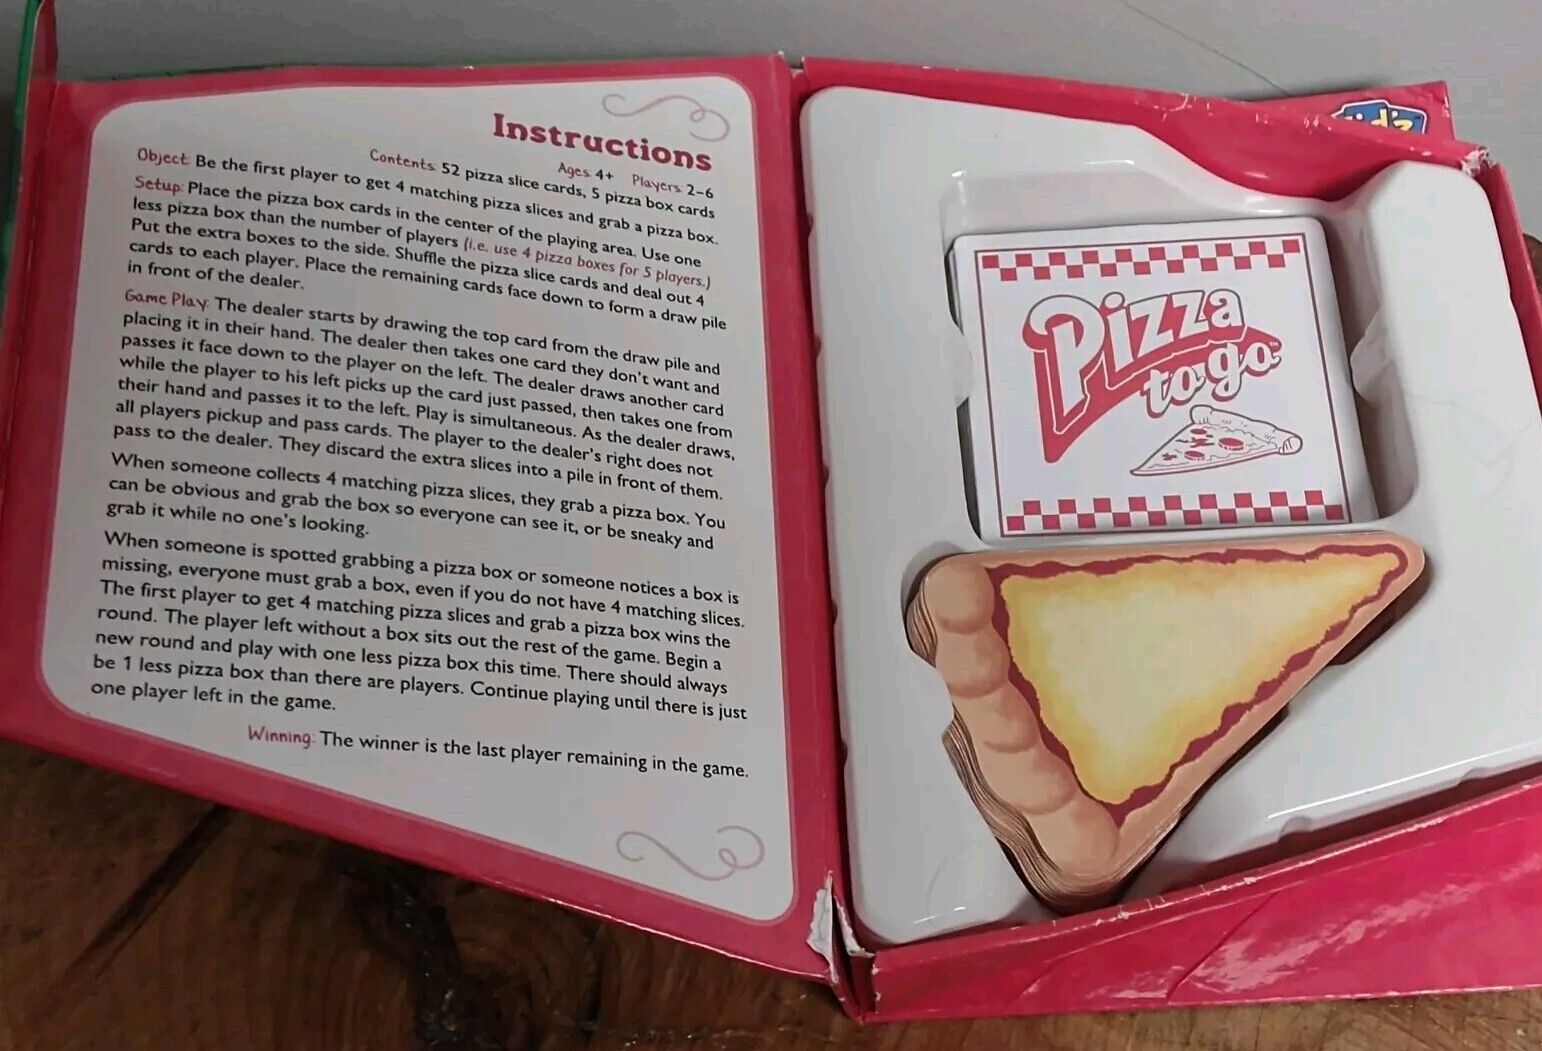 Instructions
Ages: 4+ Players: 2–6
Contents: 52 pizza slice cards, 5 pizza box cards
Object: Be the first player to get 4 matching pizza slices and grab a pizza box.
Setup: Place the pizza box cards in the center of the playing area. Use one
less pizza box than the number of players (i.e. use 4 pizza boxes for 5 players.)
Put the extra boxes to the side. Shuffle the pizza slice cards and deal out 4
cards to each player. Place the remaining cards face down to form a draw pile
in front of the dealer.
Game Play: The dealer starts by drawing the top card from the draw pile and
placing it in their hand. The dealer then takes one card they don't want and
passes it face down to the player on the left. The dealer draws another card
while the player to his left picks up the card just passed, then takes one from
their hand and passes it to the left. Play is simultaneous. As the dealer draws,
all players pickup and pass cards. The player to the dealer's right does not
pass to the dealer. They discard the extra slices into a pile in front of them.
When someone collects 4 matching pizza slices, they grab a pizza box. You
can be obvious and grab the box so everyone can see it, or be sneaky and
grab it while no one's looking.
When someone is spotted grabbing a pizza box or someone notices a box is
missing, everyone must grab a box, even if you do not have 4 matching slices.
The first player to get 4 matching pizza slices and grab a pizza box wins the
round. The player left without a box sits out the rest of the game. Begin a
new round and play with one less pizza box this time. There should always
be 1 less pizza box than there are players. Continue playing until there is just
one player left in the game.
Winning: The winner is the last player remaining in the game.
Pizza
to go™